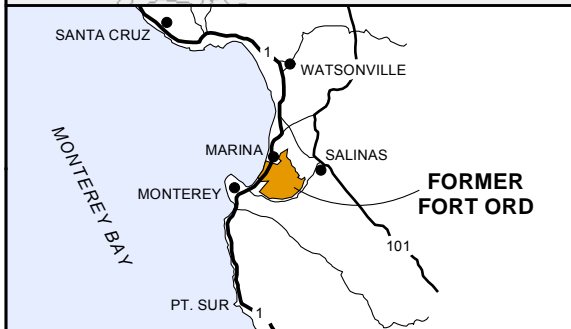 SANTA CRUZ
1
WATSONVILLE
MARINA
SALINAS
MONTEREY BAY
MONTEREY
FORMER
FORT ORD
101
PT. SUR
1